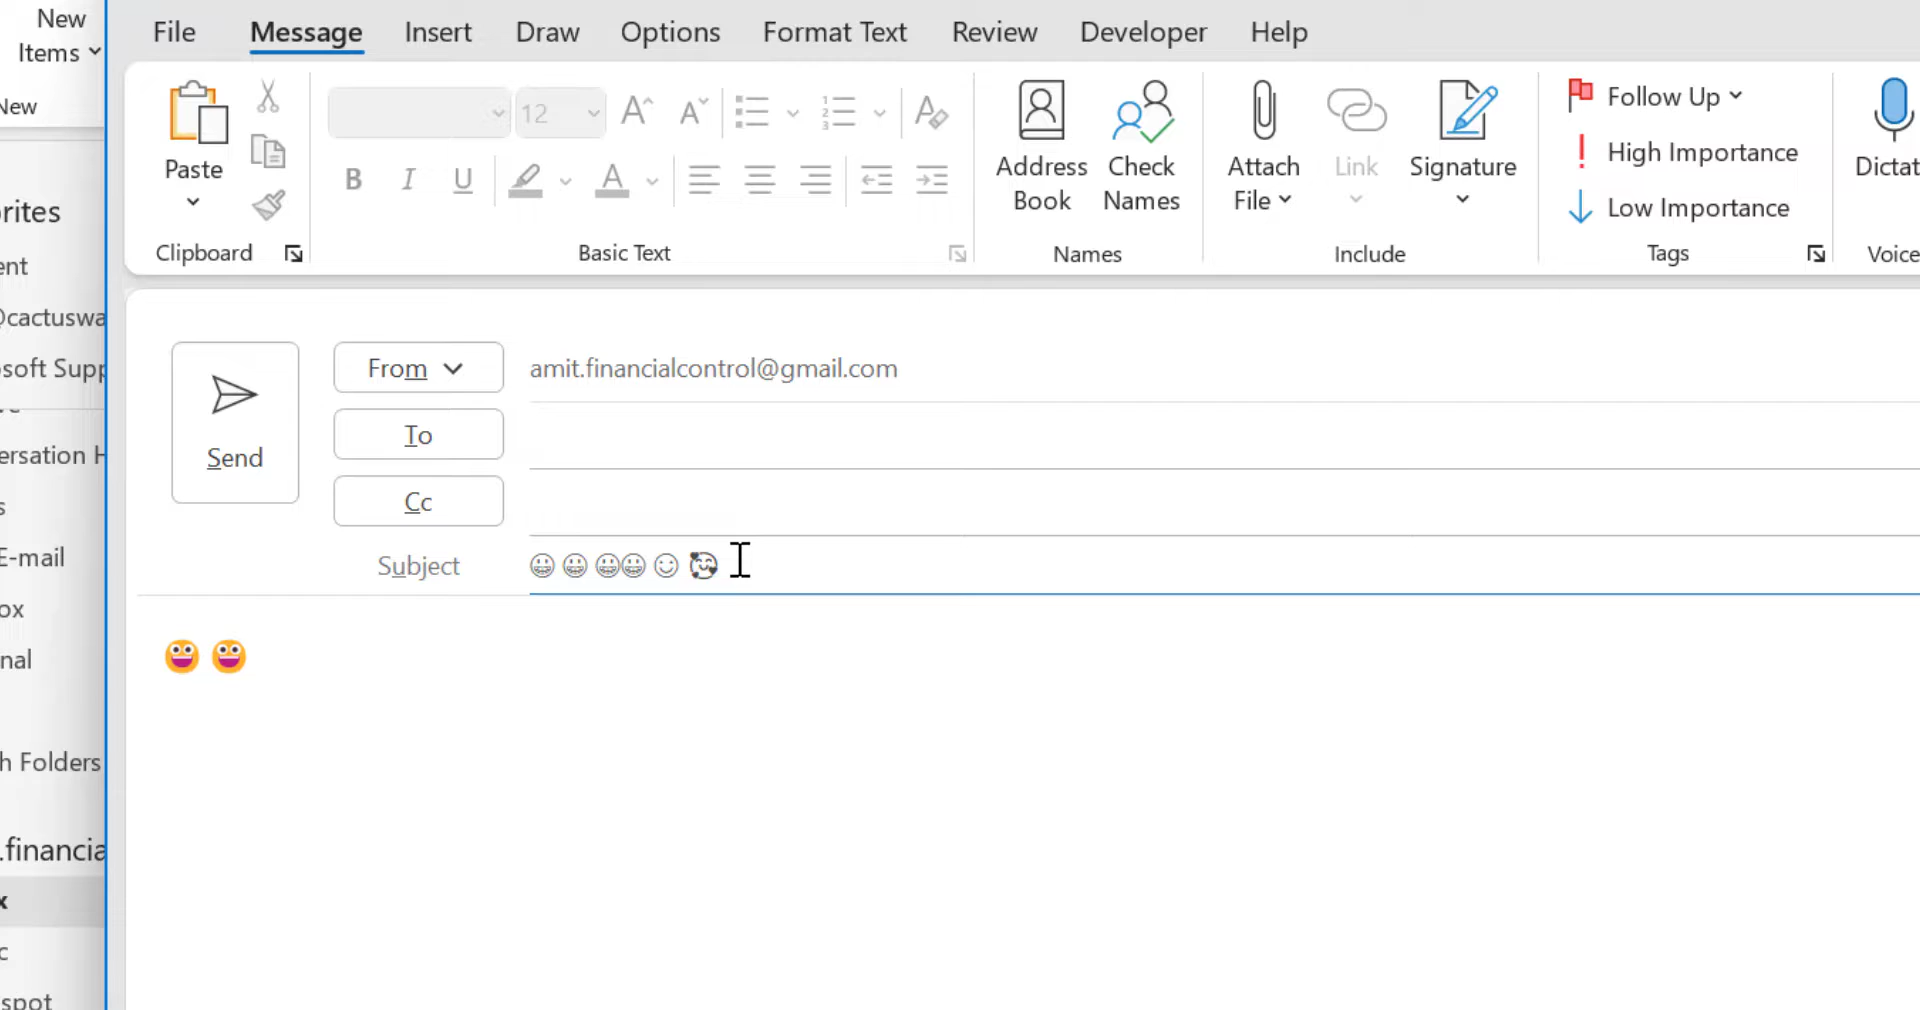 New
Items
New
File Message Insert Draw Options Format Text Review Developer Help
Paste
12
B I U
Address
Book
Check
Names
Attach
File
Link
Signature
Follow Up
High Importance
Low Importance
Dictat
Clipboard Basic Text Names Include Tags Voice
rites
ent
@cactuswa
osoft Supp
ersation H
s
E-mail
ox
nal
h Folders
.financia
x
c
spot
Send
From amit.financialcontrol@gmail.com
To
Cc
Subject 😀 😀 😀😀 ☺ 🥰
😀 😀